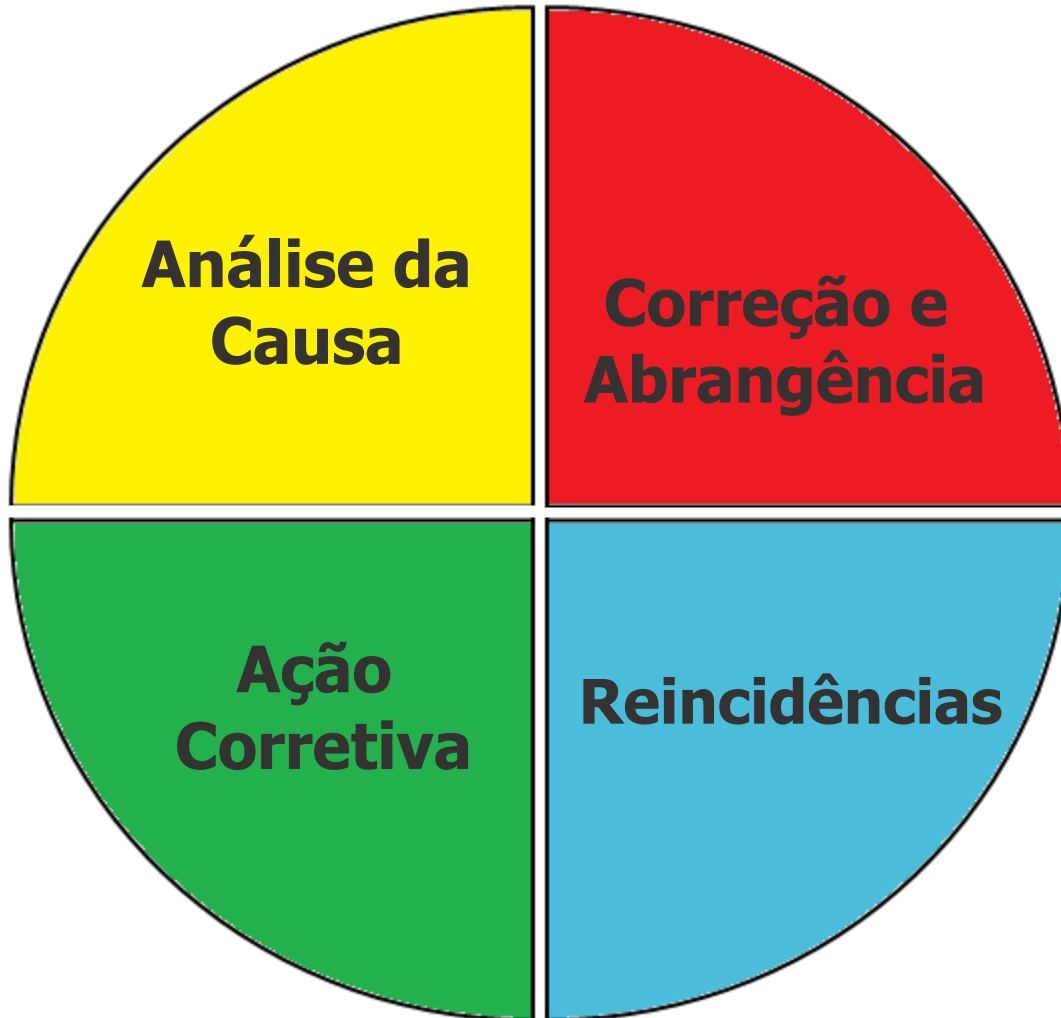 Análise da
Causa
Correção e
Abrangência
Ação
Corretiva
Reincidências